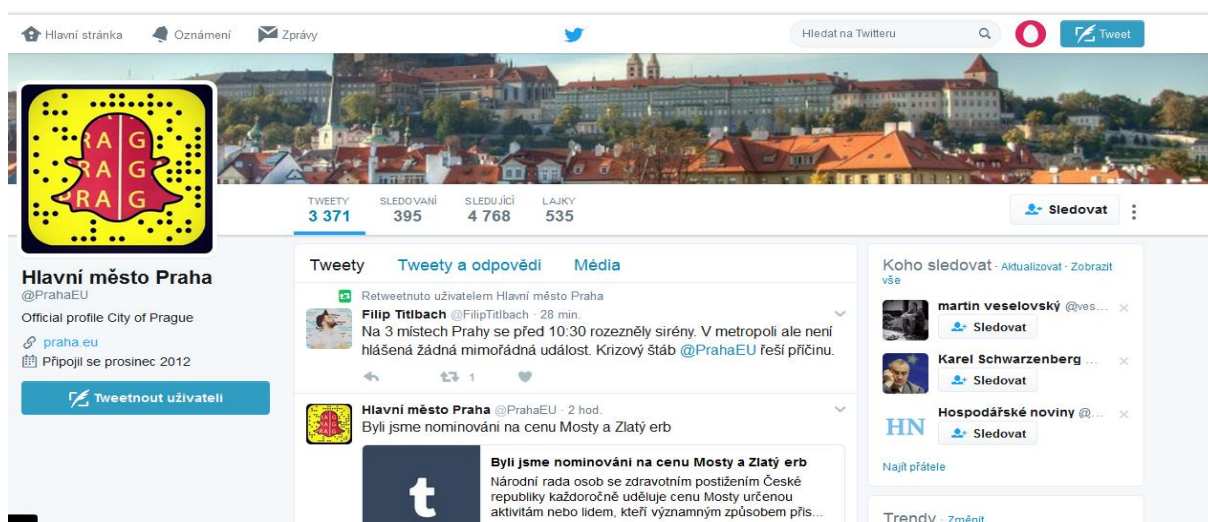 Hlavní stránka
Oznámení
Zprávy
Hledat na Twitteru
Tweet
RAG
RAG
PRAG
TWEETY
3 371
SLEDOVANÍ
395
SLEDUJÍCÍ
4 768
LAJKY
535
Sledovat
Hlavní město Praha
@PrahaEU
Official profile City of Prague
praha.eu
Připojil se prosinec 2012
Tweetnout uživateli
Tweety
Tweety a odpovědi
Média
Retweetnuto uživatelem Hlavní město Praha
Filip Titlbach @FilipTitlbach · 28 min.
Na 3 místech Prahy se před 10:30 rozezněly sirény. V metropoli ale není
hlášená žádná mimořádná událost. Krizový štáb @PrahaEU řeší příčinu.
1
Hlavní město Praha @PrahaEU · 2 hod.
Byli jsme nominováni na cenu Mosty a Zlatý erb
t
Byli jsme nominováni na cenu Mosty a Zlatý erb
Národní rada osob se zdravotním postižením České
republiky každoročně uděluje cenu Mosty určenou
aktivitám nebo lidem, kteří významným způsobem přis...
Koho sledovat · Aktualizovat · Zobrazit
vše
martin veselovský @ves...
Sledovat
Karel Schwarzenberg ...
Sledovat
HN
Hospodářské noviny @...
Sledovat
Najít přátele
Trendy · Změnit